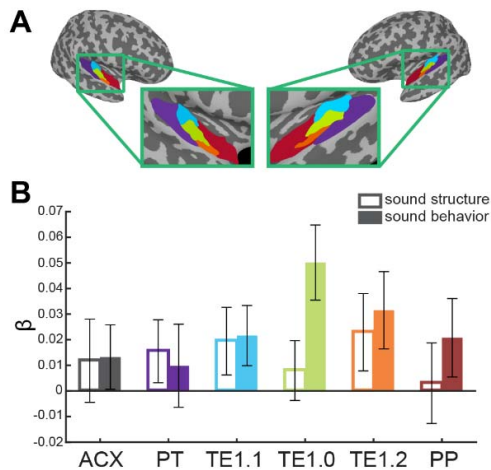 A
B
sound structure
sound behavior
0.07
0.06
0.05
0.04
0.03
0.02
0.01
0
-0.01
-0.02
β
ACX PT TE1.1 TE1.0 TE1.2 PP